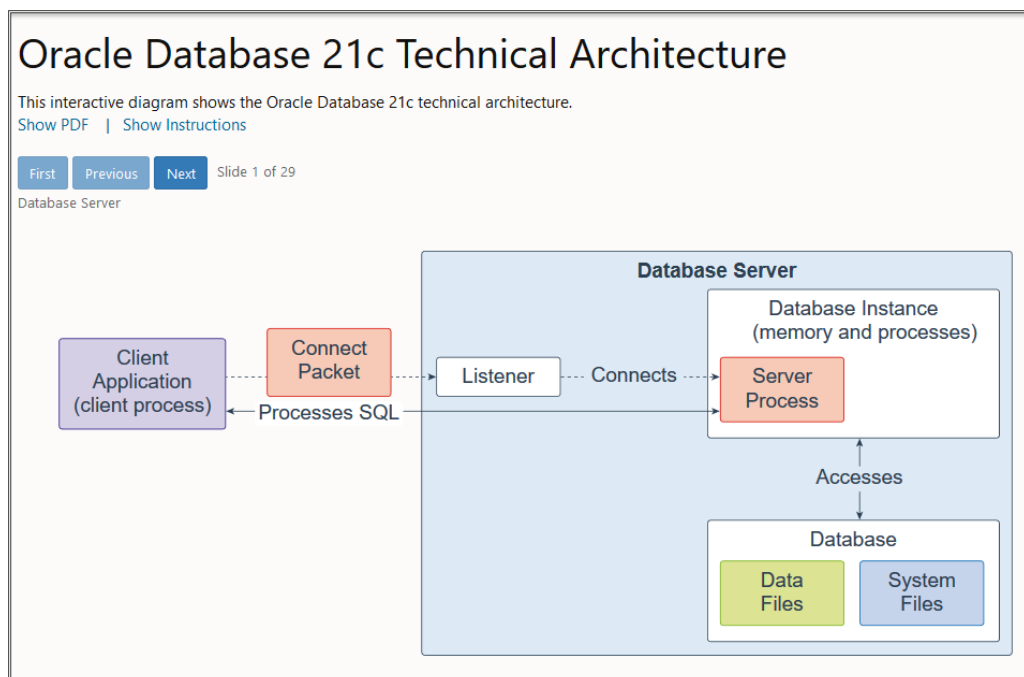 Oracle Database 21c Technical Architecture
This interactive diagram shows the Oracle Database 21c technical architecture.
Show PDF | Show Instructions
First Previous Next Slide 1 of 29
Database Server
Database Server
Database Instance
(memory and processes)
Client
Application
(client process)
Connect
Packet
Listener
Connects
Server
Process
Processes SQL
Accesses
Database
Data
Files
System
Files